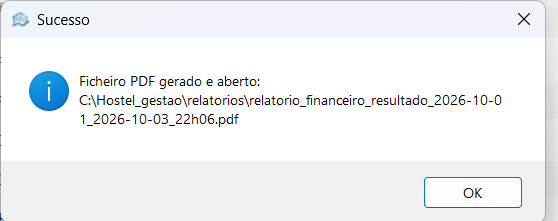 Sucesso
Ficheiro PDF gerado e aberto:
C:\Hostel_gestao\relatorios\relatorio_financeiro_resultado_2026-10-0
1_2026-10-03_22h06.pdf
OK